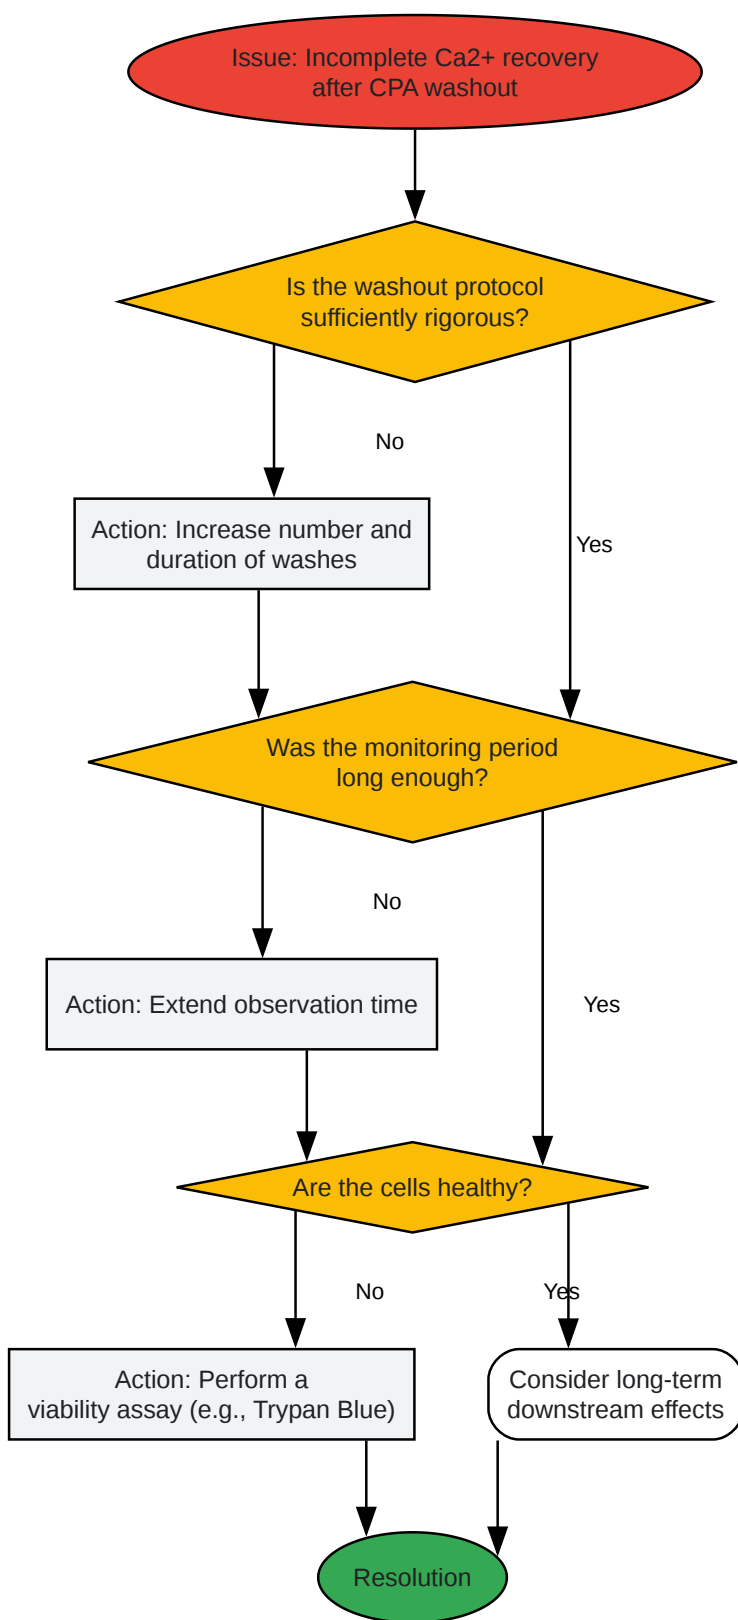 Issue: Incomplete Ca2+ recovery
after CPA washout
Is the washout protocol
sufficiently rigorous?
No
Action: Increase number and
duration of washes
Yes
Was the monitoring period
long enough?
No
Action: Extend observation time
Yes
Are the cells healthy?
No
Yes
Action: Perform a
viability assay (e.g., Trypan Blue)
Consider long-term
downstream effects
Resolution